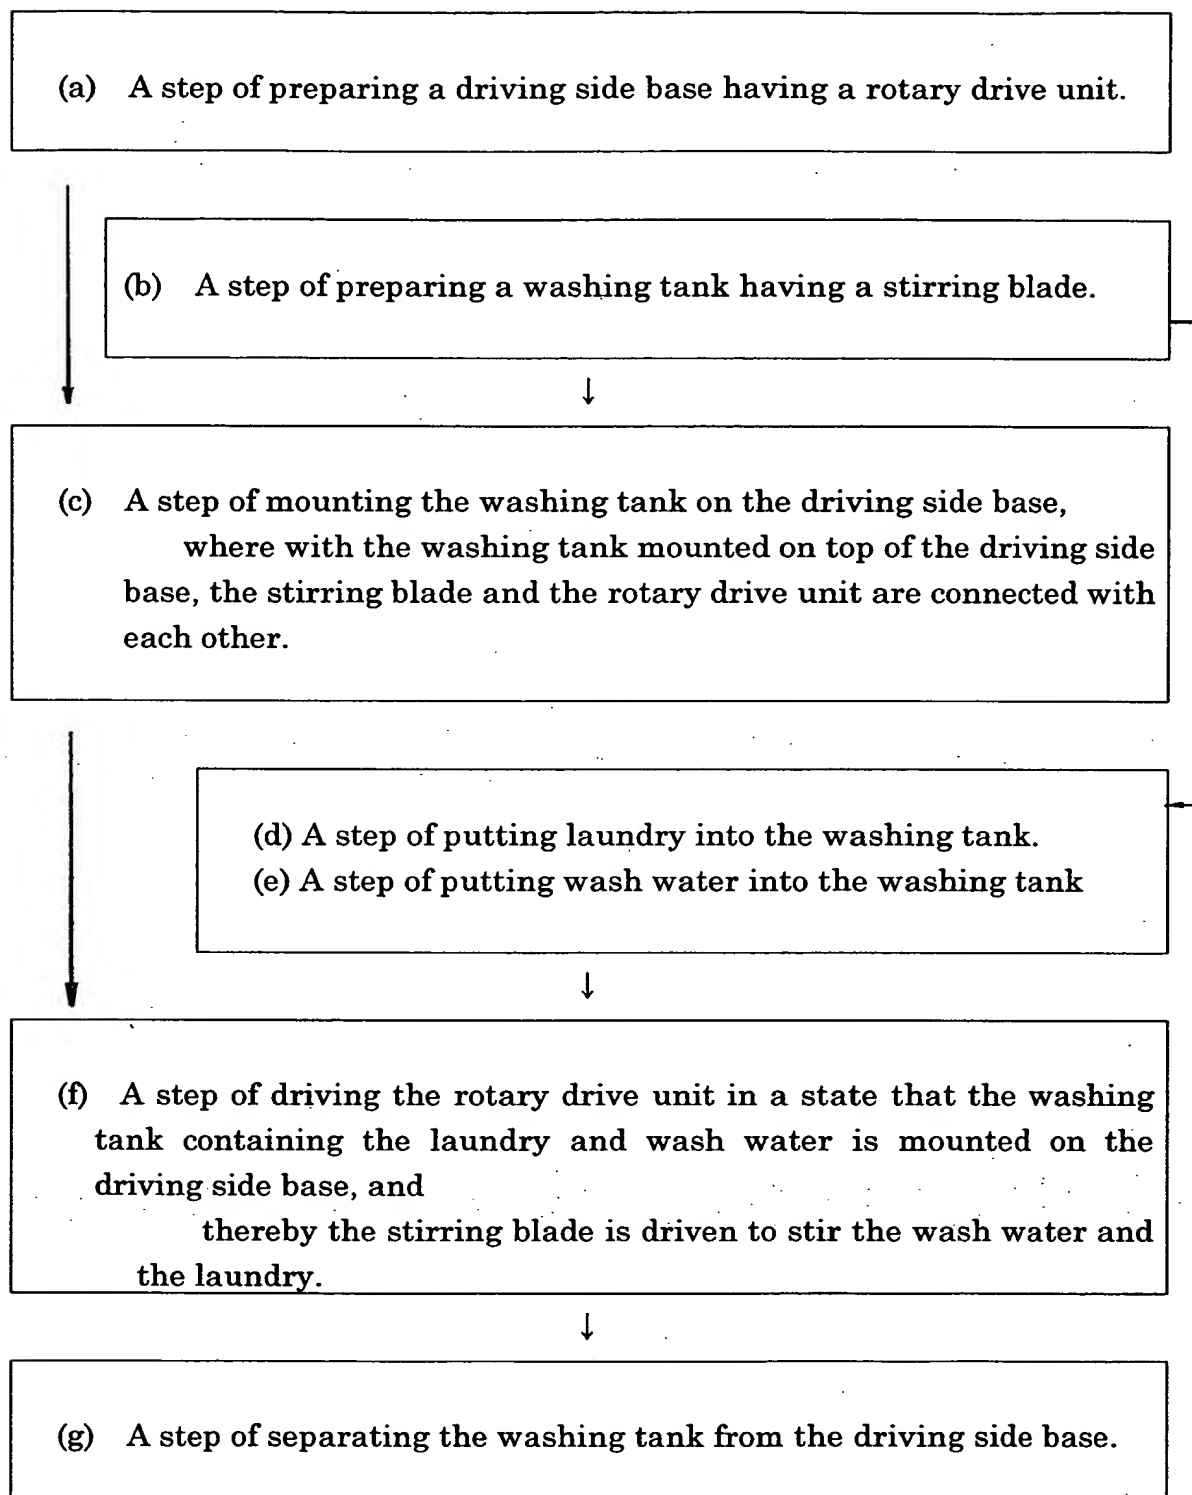 (a) A step of preparing a driving side base having a rotary drive unit.
(b) A step of preparing a washing tank having a stirring blade.
↓
(c) A step of mounting the washing tank on the driving side base,
where with the washing tank mounted on top of the driving side
base, the stirring blade and the rotary drive unit are connected with
each other.
(d) A step of putting laundry into the washing tank.
(e) A step of putting wash water into the washing tank
↓
(f) A step of driving the rotary drive unit in a state that the washing
tank containing the laundry and wash water is mounted on the
driving side base, and
thereby the stirring blade is driven to stir the wash water and
the laundry.
↓
(g) A step of separating the washing tank from the driving side base.